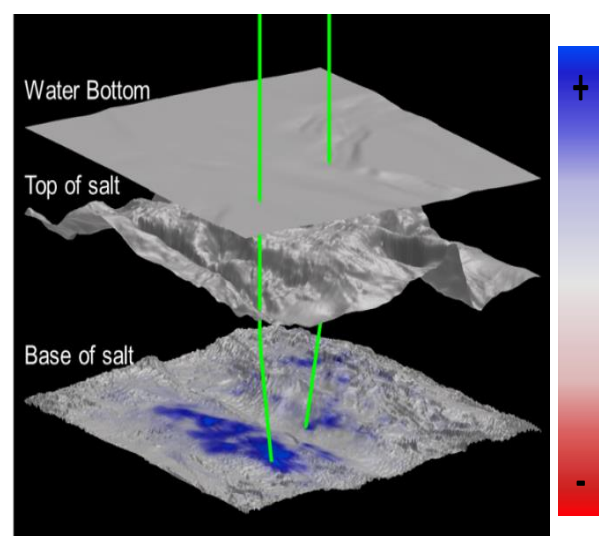 Water Bottom
Top of salt
Base of salt
+
-